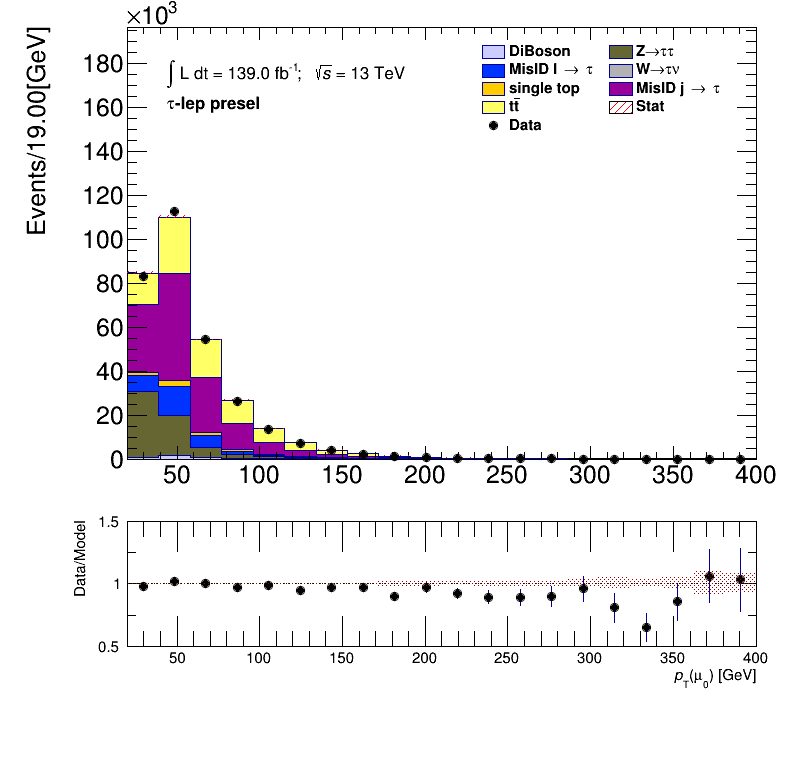 ×10³
Events/19.00[GeV]
180
160
140
120
100
80
60
40
20
0
∫ L dt = 139.0 fb⁻¹; √s = 13 TeV
τ-lep presel
DiBoson
MisID l → τ
single top
tt̄
Data
Z→ττ
W→τν
MisID j → τ
Stat
50 100 150 200 250 300 350 400
Data/Model
1.5
1
0.5
50 100 150 200 250 300 350 400
p_T(μ₀) [GeV]